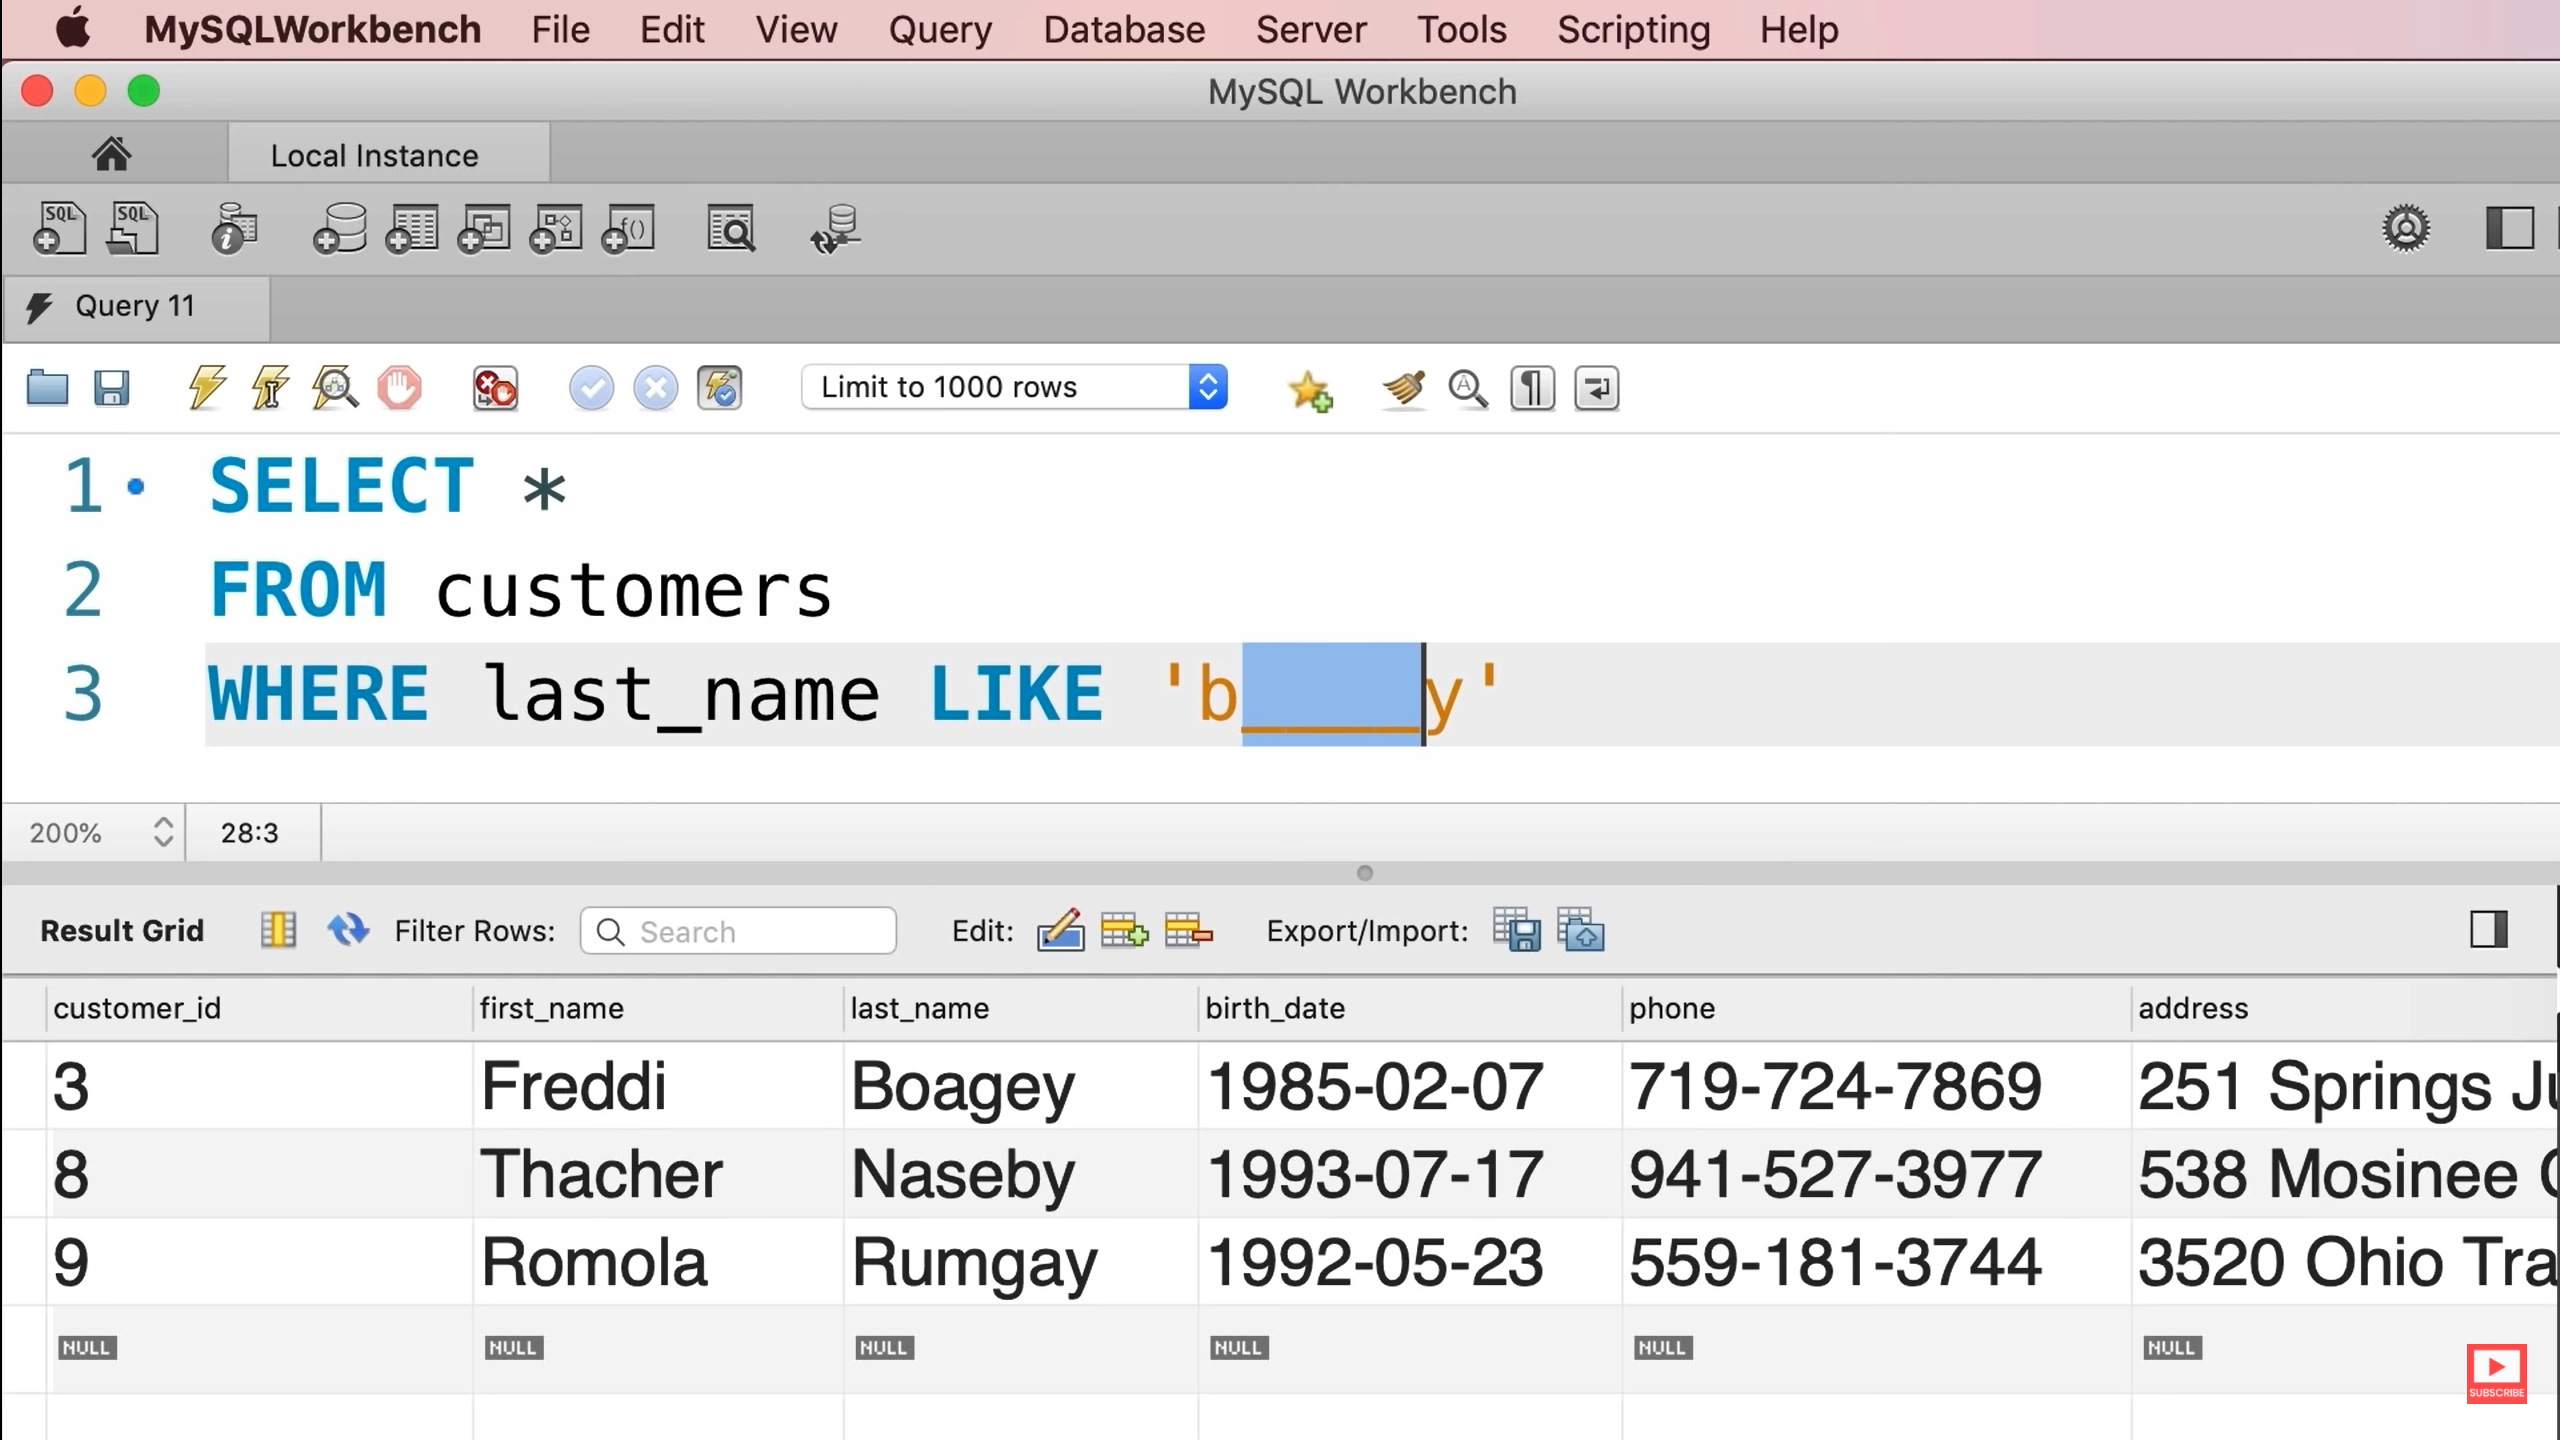 MySQLWorkbench File Edit View Query Database Server Tools Scripting Help
MySQL Workbench
Local Instance
SQL SQL i f()
Query 11
Limit to 1000 rows
1 SELECT *
2 FROM customers
3 WHERE last_name LIKE 'b____y'
200% 28:3
Result Grid Filter Rows: Search Edit: Export/Import:
customer_id first_name last_name birth_date phone address
3 Freddi Boagey 1985-02-07 719-724-7869 251 Springs
8 Thacher Naseby 1993-07-17 941-527-3977 538 Mosinee
9 Romola Rumgay 1992-05-23 559-181-3744 3520 Ohio Tra
NULL NULL NULL NULL NULL NULL
SUBSCRIBE